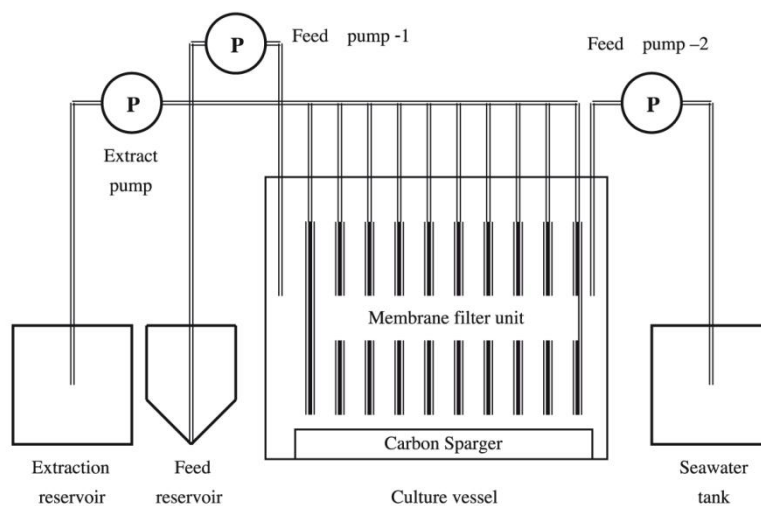 P
Feed pump -1
Feed pump –2
P
P
Extract
pump
Membrane filter unit
Carbon Sparger
Extraction
reservoir
Feed
reservoir
Culture vessel
Seawater
tank